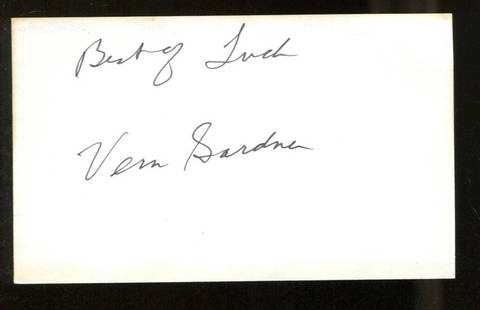 Best of Luck
Vern Gardner